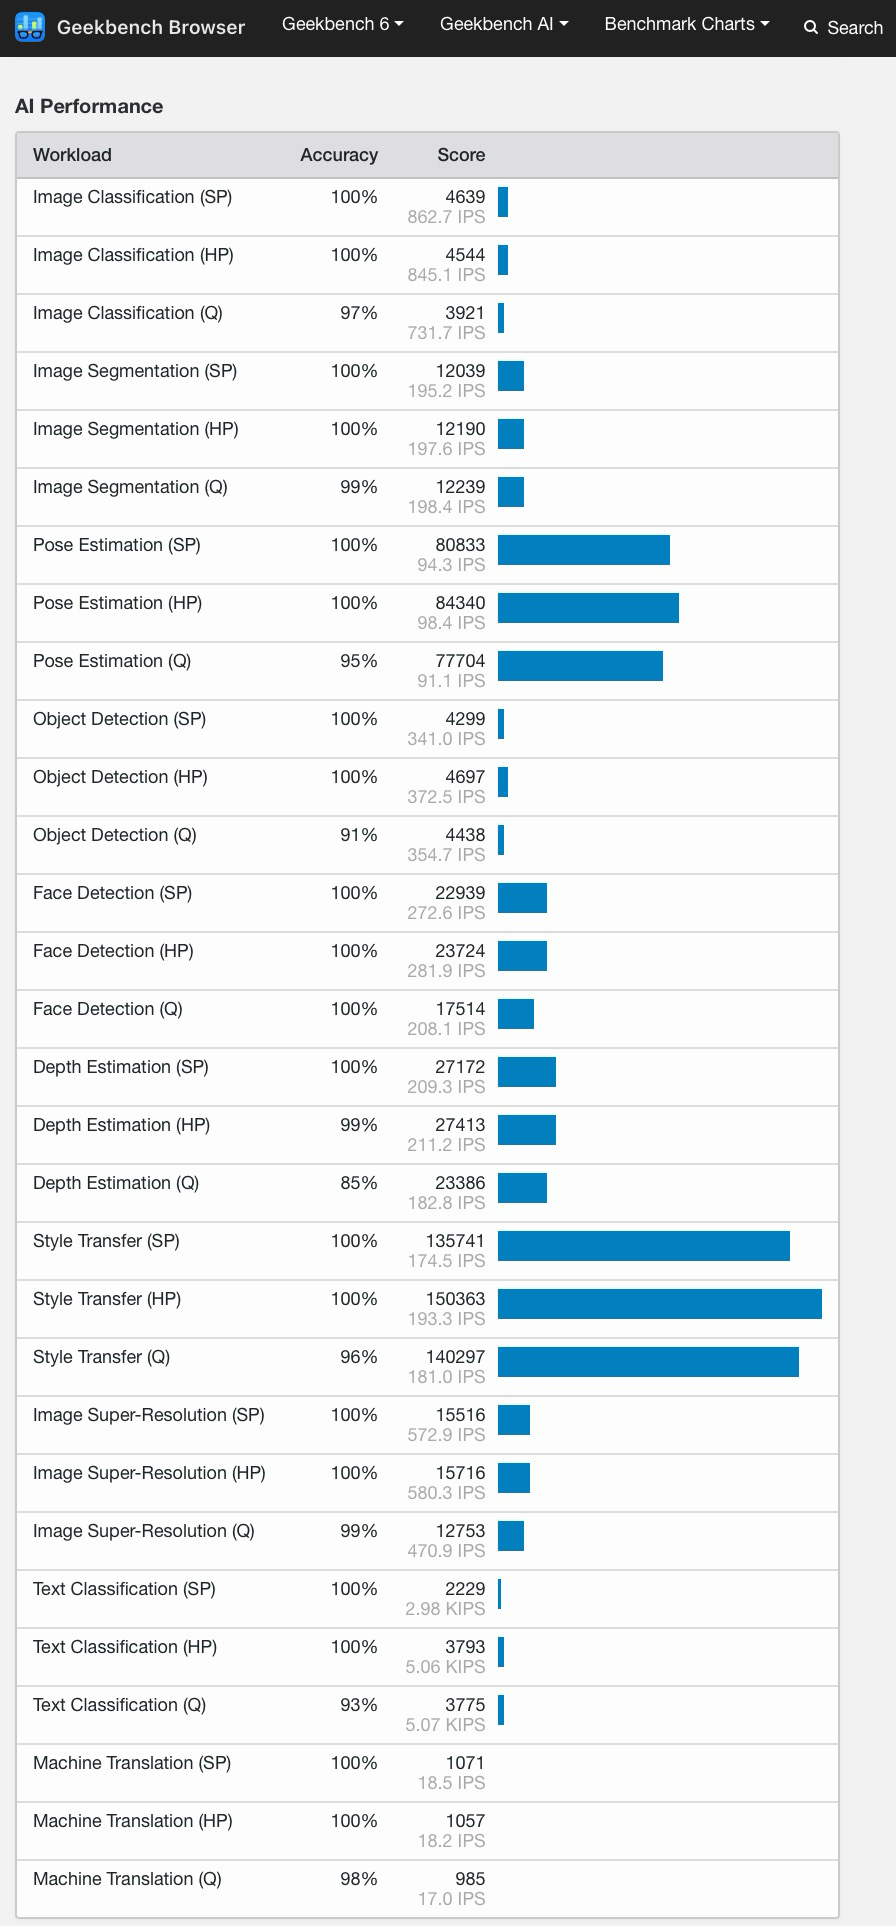 Geekbench Browser Geekbench 6 Geekbench AI Benchmark Charts Search
AI Performance
Workload Accuracy Score
Image Classification (SP) 100% 4639
862.7 IPS
Image Classification (HP) 100% 4544
845.1 IPS
Image Classification (Q) 97% 3921
731.7 IPS
Image Segmentation (SP) 100% 12039
195.2 IPS
Image Segmentation (HP) 100% 12190
197.6 IPS
Image Segmentation (Q) 99% 12239
198.4 IPS
Pose Estimation (SP) 100% 80833
94.3 IPS
Pose Estimation (HP) 100% 84340
98.4 IPS
Pose Estimation (Q) 95% 77704
91.1 IPS
Object Detection (SP) 100% 4299
341.0 IPS
Object Detection (HP) 100% 4697
372.5 IPS
Object Detection (Q) 91% 4438
354.7 IPS
Face Detection (SP) 100% 22939
272.6 IPS
Face Detection (HP) 100% 23724
281.9 IPS
Face Detection (Q) 100% 17514
208.1 IPS
Depth Estimation (SP) 100% 27172
209.3 IPS
Depth Estimation (HP) 99% 27413
211.2 IPS
Depth Estimation (Q) 85% 23386
182.8 IPS
Style Transfer (SP) 100% 135741
174.5 IPS
Style Transfer (HP) 100% 150363
193.3 IPS
Style Transfer (Q) 96% 140297
181.0 IPS
Image Super-Resolution (SP) 100% 15516
572.9 IPS
Image Super-Resolution (HP) 100% 15716
580.3 IPS
Image Super-Resolution (Q) 99% 12753
470.9 IPS
Text Classification (SP) 100% 2229
2.98 KIPS
Text Classification (HP) 100% 3793
5.06 KIPS
Text Classification (Q) 93% 3775
5.07 KIPS
Machine Translation (SP) 100% 1071
18.5 IPS
Machine Translation (HP) 100% 1057
18.2 IPS
Machine Translation (Q) 98% 985
17.0 IPS